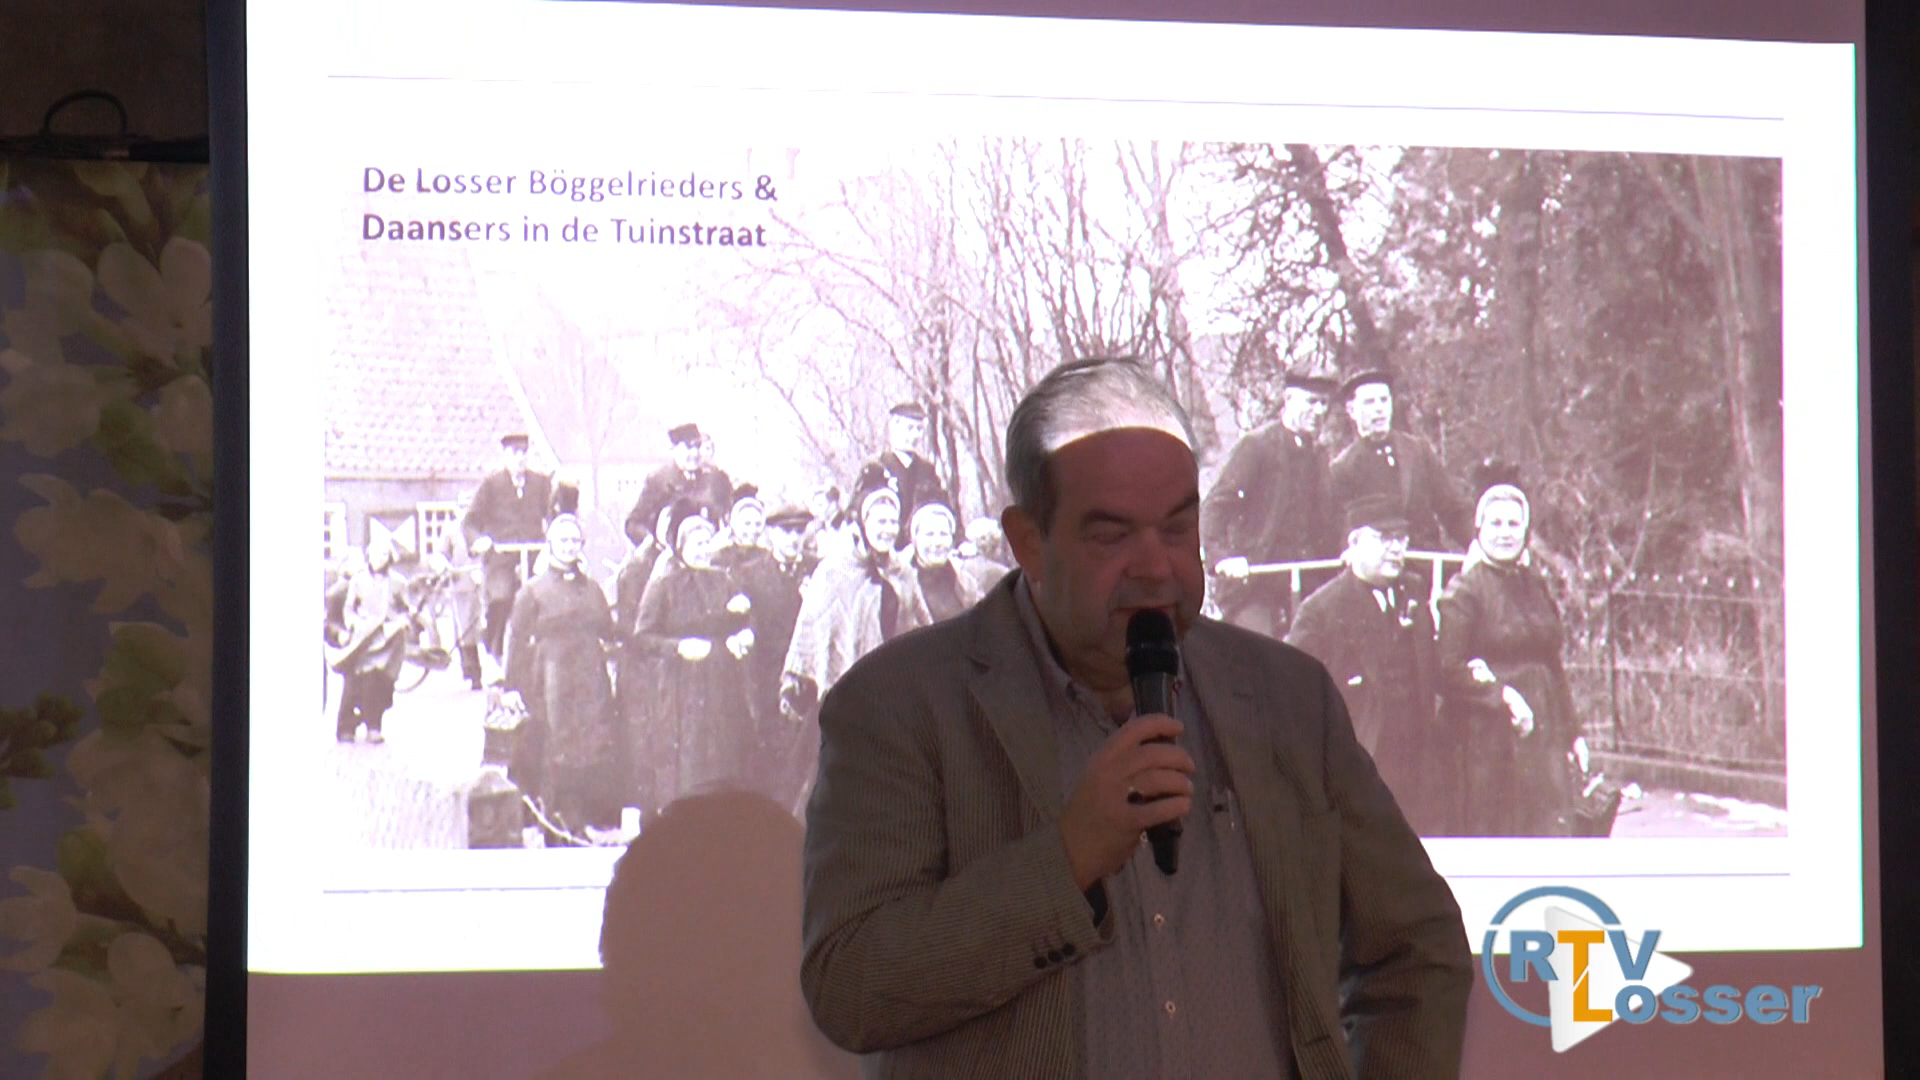 De Losser Böggelrieders &
Daansers in de Tuinstraat
RTV
Losser